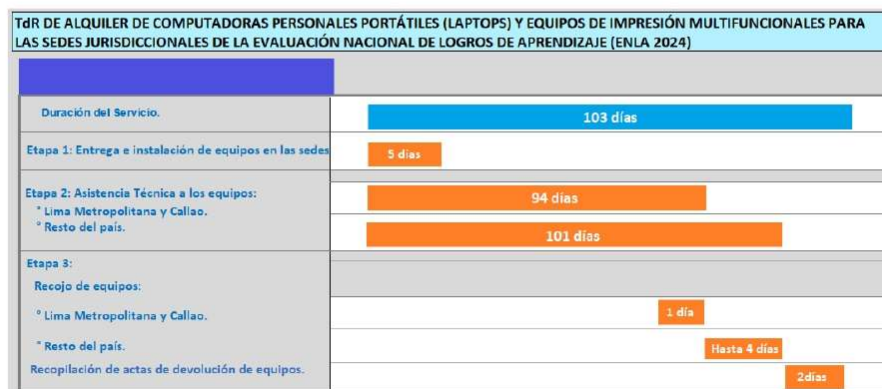 TdR DE ALQUILER DE COMPUTADORAS PERSONALES PORTÁTILES (LAPTOPS) Y EQUIPOS DE IMPRESIÓN MULTIFUNCIONALES PARA
LAS SEDES JURISDICCIONALES DE LA EVALUACIÓN NACIONAL DE LOGROS DE APRENDIZAJE (ENLA 2024)
Duración del Servicio.
103 días
Etapa 1: Entrega e instalación de equipos en las sedes
5 días
Etapa 2: Asistencia Técnica a los equipos:
° Lima Metropolitana y Callao.
94 días
° Resto del país.
101 días
Etapa 3:
Recojo de equipos:
° Lima Metropolitana y Callao.
1 día
° Resto del país.
Hasta 4 días
Recopilación de actas de devolución de equipos.
2días